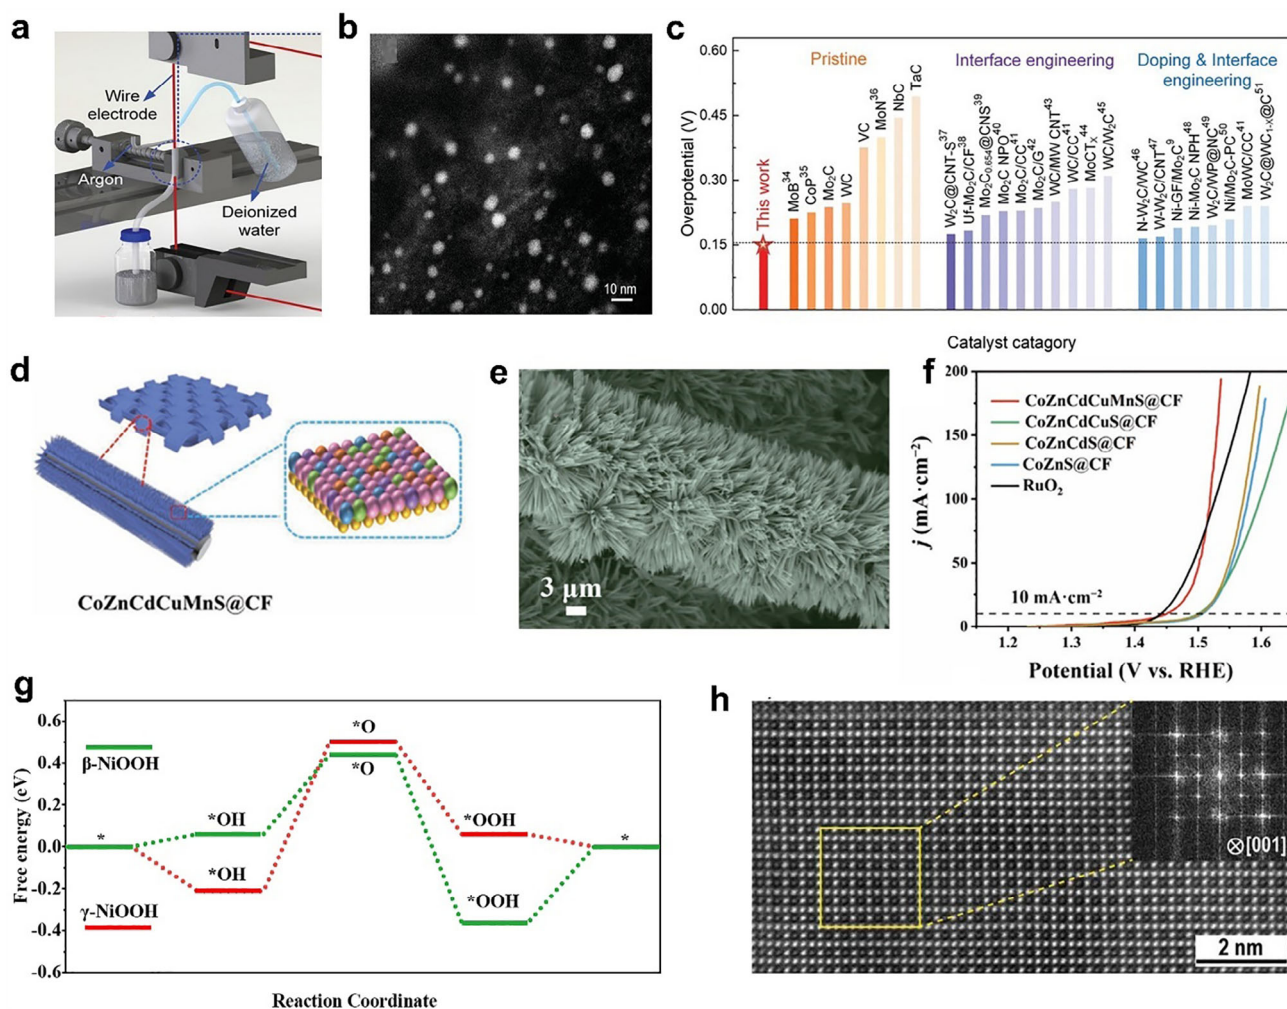 a
Wire
electrode
Argon
Deionized
water
b
10 nm
c
Overpotential (V)
0.60
0.45
0.30
0.15
0.00
Pristine
Interface engineering
Doping & Interface
engineering
This work
MoB34
CoP35
Mo2C
WC
VC
MoN36
NbC
TaC
W2C@CNT-S37
Uf-Mo2C/CF38
Mo2C0.654@CNS39
Mo2C NPO40
Mo2C/CC41
Mo2C/G42
WC/MW CNT43
WC/CC41
MoCTX44
WC/W2C45
N-W2C/WC46
W-W2C/CNT47
Ni-GF/Mo2C9
Ni-Mo2C NPH48
W2C/WP@NC49
Ni/Mo2C-PC50
MoWC/CC41
W2C@WC1-X@C51
Catalyst catagory
d
CoZnCdCuMnS@CF
e
3 μm
f
j (mA·cm−2)
200
150
100
50
0
CoZnCdCuMnS@CF
CoZnCdCuS@CF
CoZnCdS@CF
CoZnS@CF
RuO2
10 mA·cm−2
1.2 1.3 1.4 1.5 1.6
Potential (V vs. RHE)
g
Free energy (eV)
0.6
0.4
0.2
0.0
-0.2
-0.4
-0.6
β-NiOOH
γ-NiOOH
*
*OH
*OH
*O
*O
*OOH
*OOH
*
Reaction Coordinate
h
⊗[001]
2 nm